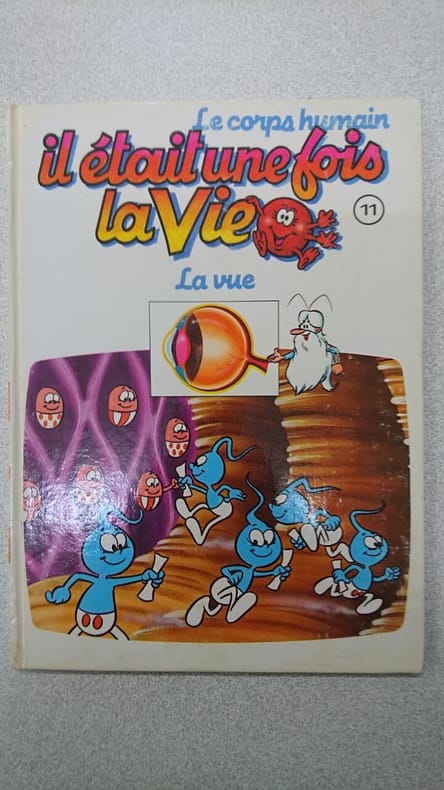 Le corps humain
il était une fois
la Vie
11
La vue